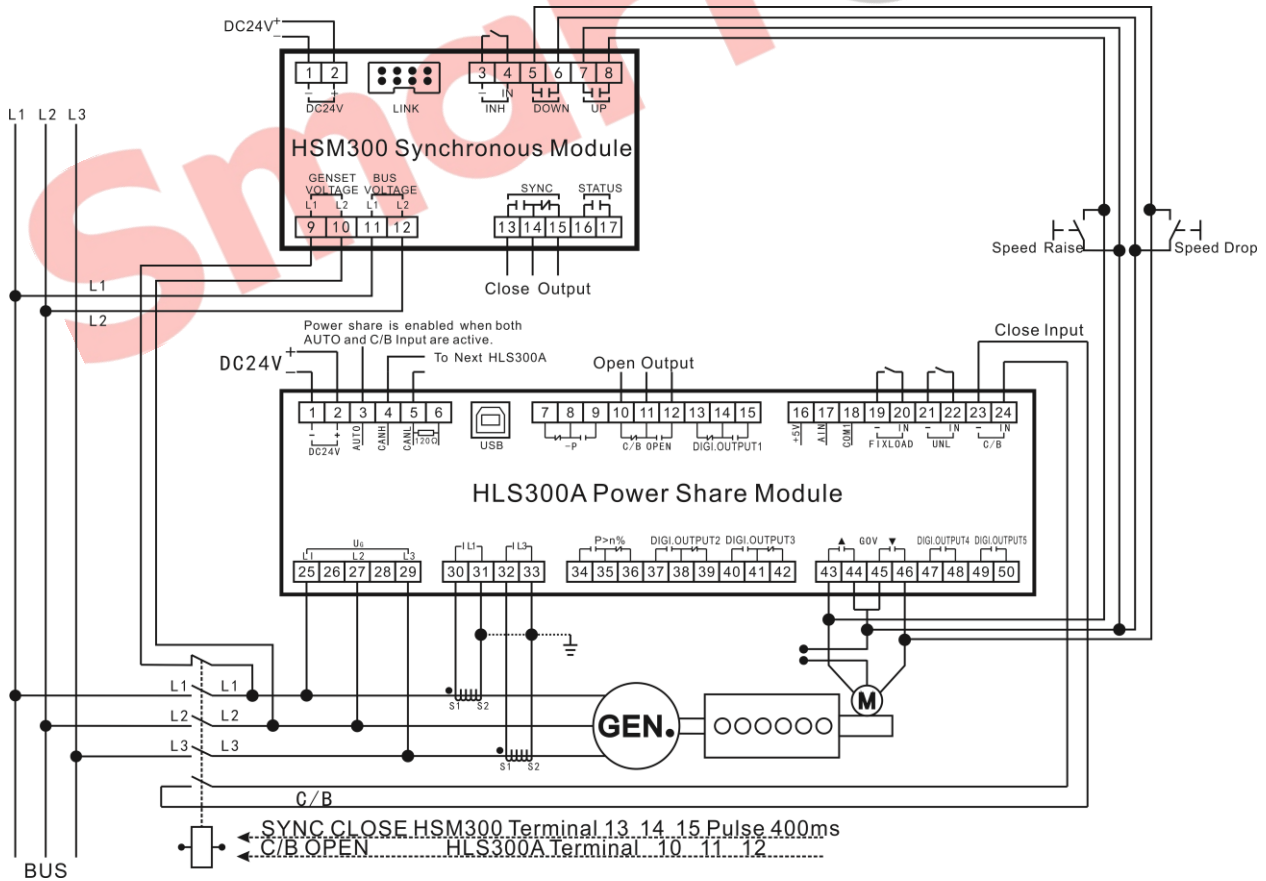 Smar
DC24V + −
1 2
− +
DC24V
LINK
3 4 5 6 7 8
− IN
INH DOWN UP
L1 L2 L3
HSM300 Synchronous Module
GENSET VOLTAGE
BUS VOLTAGE
L1 L2 L1 L2
SYNC STATUS
9 10 11 12
13 14 15 16 17
Speed Raise
Speed Drop
Close Output
L1
L2
Power share is enabled when both
AUTO and C/B Input are active.
To Next HLS300A
DC24V + −
Open Output
Close Input
1 2 3 4 5 6
− +
DC24V
AUTO
CANH
CANL
120Ω
USB
7 8 9 10 11 12 13 14 15
-P C/B OPEN DIGI.OUTPUT1
16 17 18 19 20 21 22 23 24
+5V
AIN
COM1
− IN − IN − IN
FIXLOAD UNL C/B
HLS300A Power Share Module
UG
L1 L2 L3
25 26 27 28 29
IL1 IL3
30 31 32 33
P>n% DIGI.OUTPUT2 DIGI.OUTPUT3
34 35 36 37 38 39 40 41 42
▲ GOV ▼ DIGI.OUTPUT4 DIGI.OUTPUT5
43 44 45 46 47 48 49 50
L1 L1
S1 S2
L2 L2
GEN.
M
L3 L3
S1 S2
C/B
SYNC CLOSE HSM300 Terminal 13 14 15 Pulse 400ms
C/B OPEN HLS300A Terminal 10 11 12
BUS